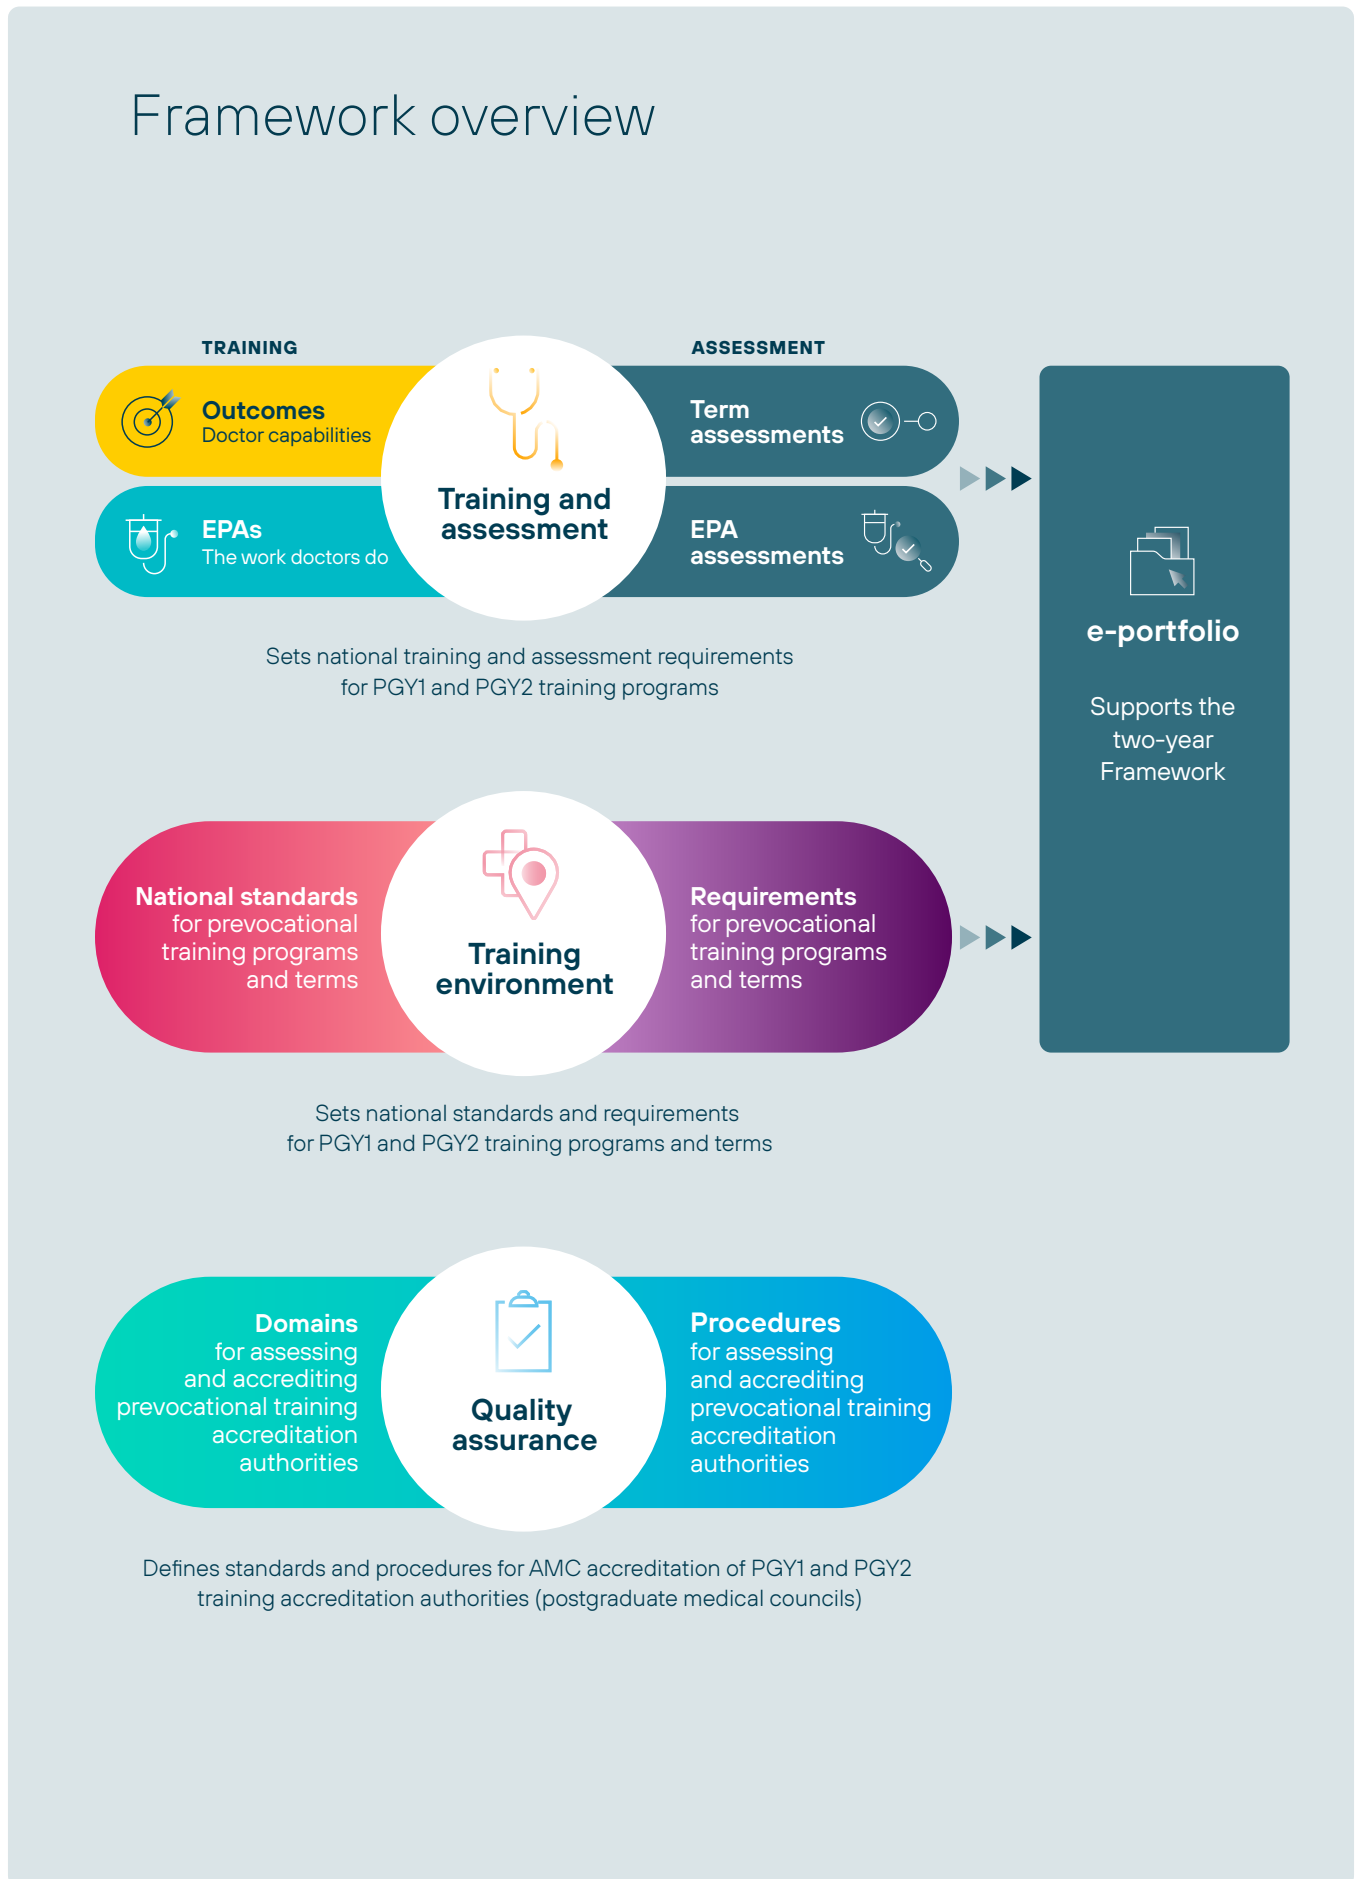 Framework overview
TRAINING
Outcomes
Doctor capabilities
EPAs
The work doctors do
Training and
assessment
ASSESSMENT
Term
assessments
EPA
assessments
Sets national training and assessment requirements
for PGY1 and PGY2 training programs
e-portfolio
Supports the
two-year
Framework
National standards
for prevocational
training programs
and terms
Training
environment
Requirements
for prevocational
training programs
and terms
Sets national standards and requirements
for PGY1 and PGY2 training programs and terms
Domains
for assessing
and accrediting
prevocational training
accreditation
authorities
Quality
assurance
Procedures
for assessing
and accrediting
prevocational training
accreditation
authorities
Defines standards and procedures for AMC accreditation of PGY1 and PGY2
training accreditation authorities (postgraduate medical councils)